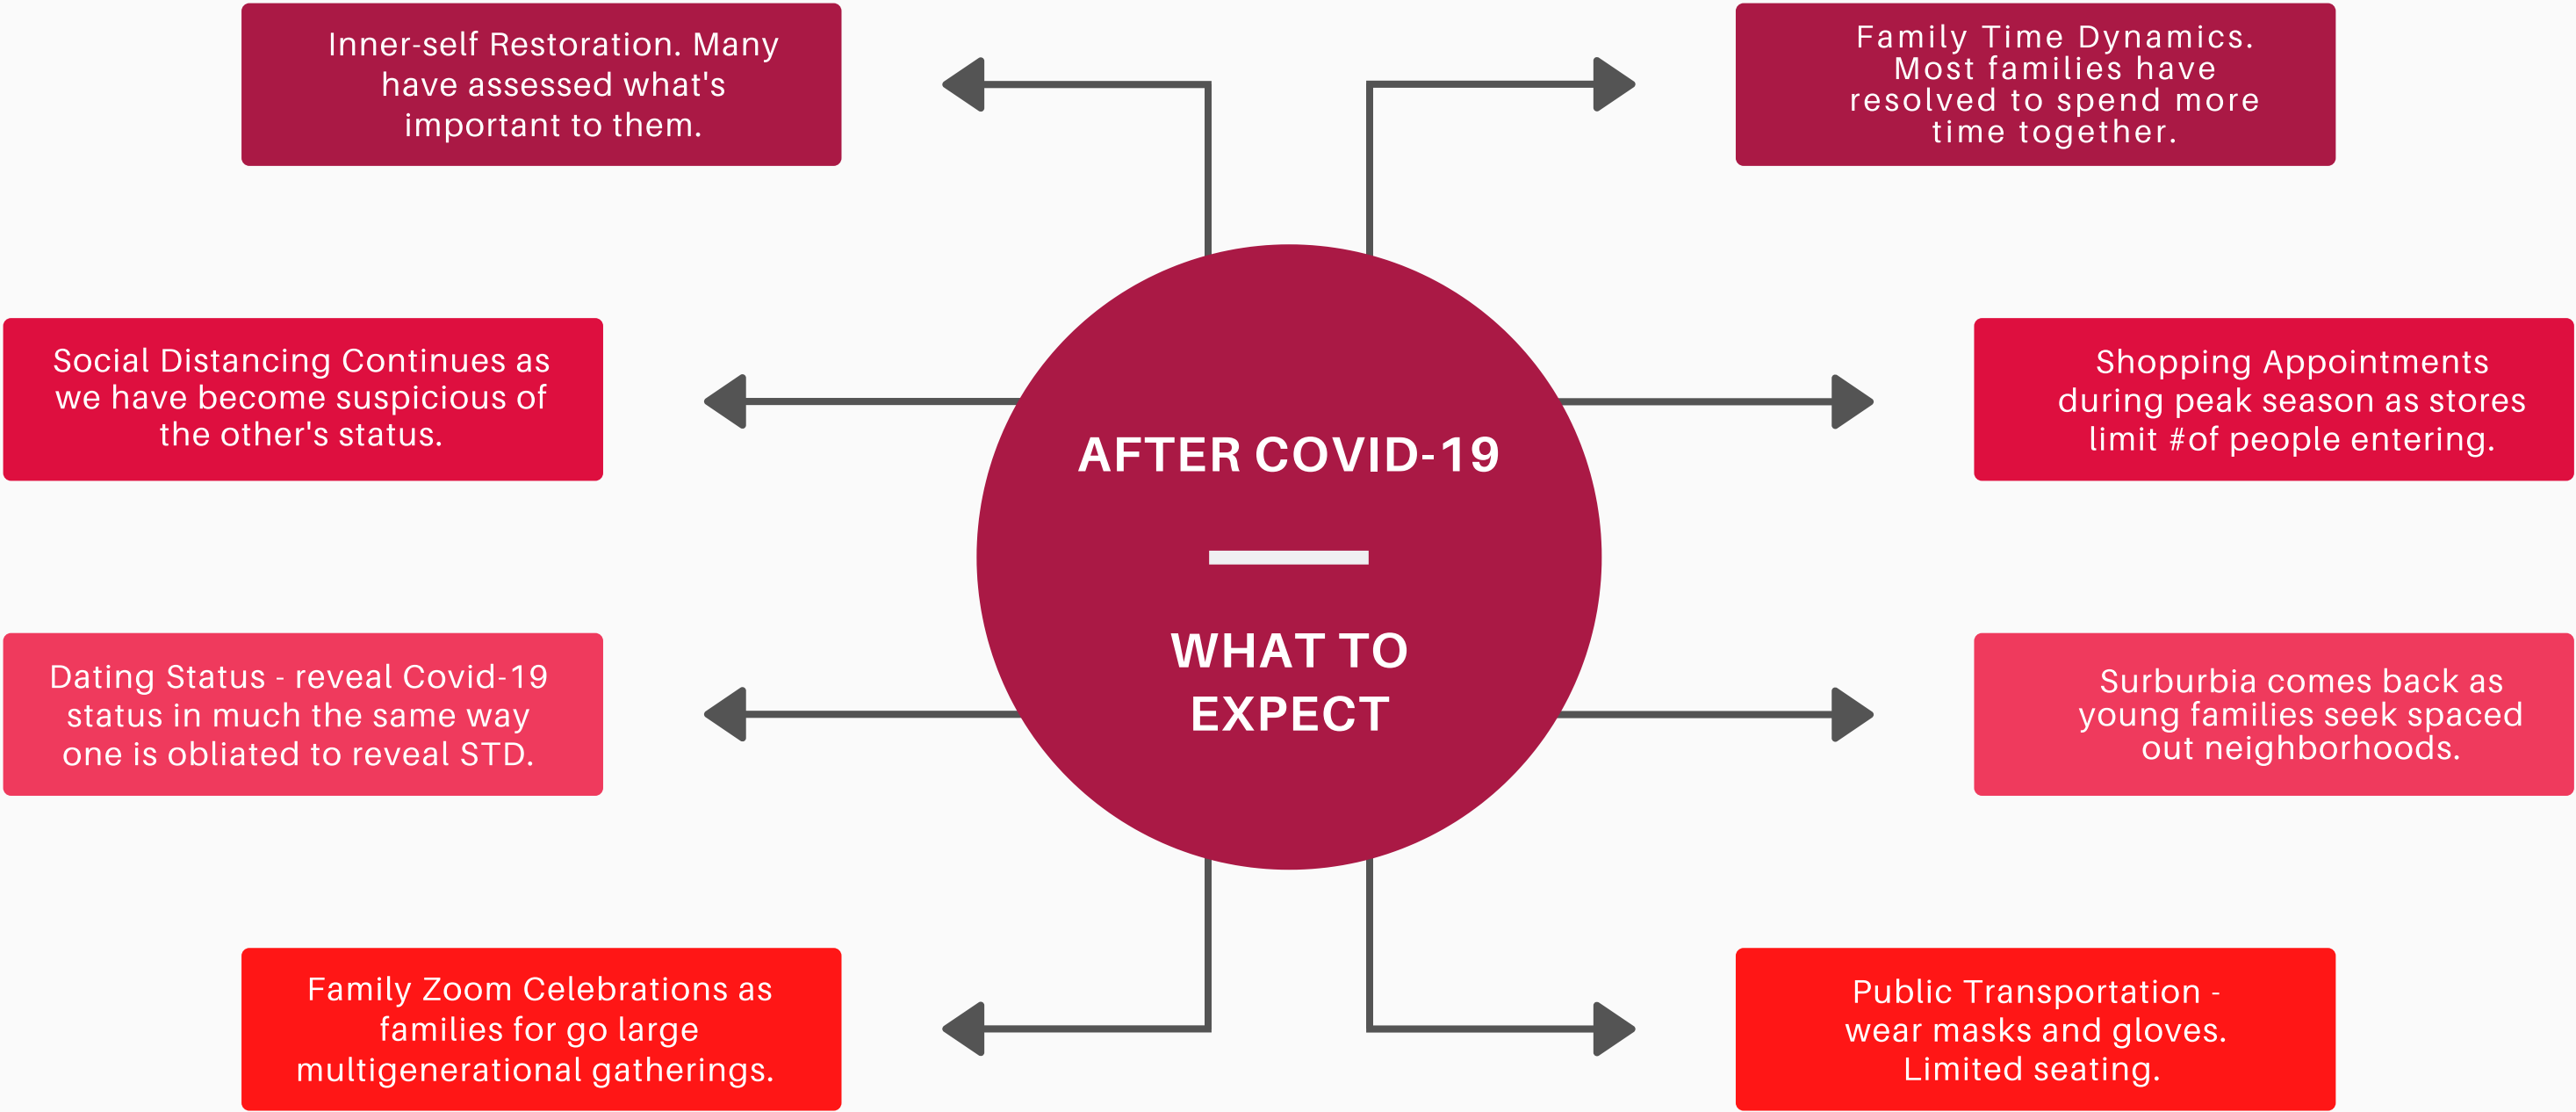 Inner-self Restoration. Many
have assessed what's
important to them.
Family Time Dynamics.
Most families have
resolved to spend more
time together.
Social Distancing Continues as
we have become suspicious of
the other's status.
AFTER COVID-19
WHAT TO
EXPECT
Shopping Appointments
during peak season as stores
limit #of people entering.
Dating Status - reveal Covid-19
status in much the same way
one is obliated to reveal STD.
Surburbia comes back as
young families seek spaced
out neighborhoods.
Family Zoom Celebrations as
families for go large
multigenerational gatherings.
Public Transportation -
wear masks and gloves.
Limited seating.